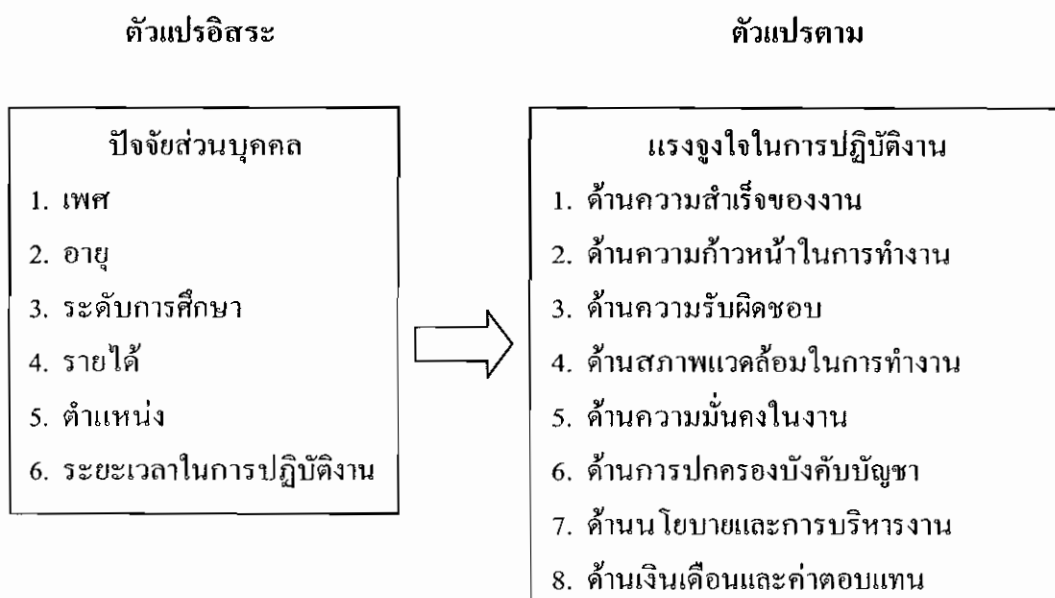 ตัวแปรอิสระ
ตัวแปรตาม
ปัจจัยส่วนบุคคล
1. เพศ
2. อายุ
3. ระดับการศึกษา
4. รายได้
5. ตำแหน่ง
6. ระยะเวลาในการปฏิบัติงาน
แรงจูงใจในการปฏิบัติงาน
1. ด้านความสำเร็จของงาน
2. ด้านความก้าวหน้าในการทำงาน
3. ด้านความรับผิดชอบ
4. ด้านสภาพแวดล้อมในการทำงาน
5. ด้านความมั่นคงในงาน
6. ด้านการปกครองบังคับบัญชา
7. ด้านนโยบายและการบริหารงาน
8. ด้านเงินเดือนและค่าตอบแทน